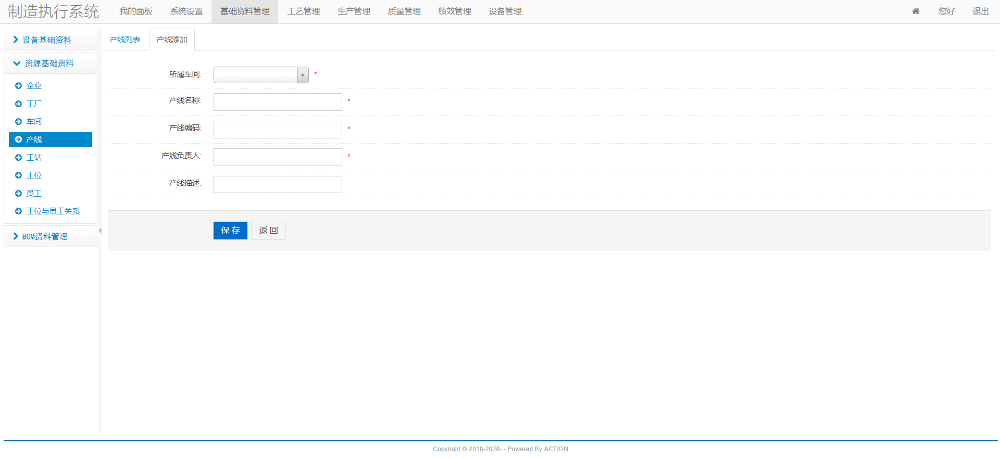 制造执行系统 我的面板 系统设置 基础资料管理 工艺管理 生产管理 质量管理 绩效管理 设备管理 您好 退出
设备基础资料
资源基础资料
企业
工厂
车间
产线
工站
工位
员工
工位与员工关系
BOM资料管理
产线列表 产线添加
所属车间: *
产线名称: *
产线编码: *
产线负责人: *
产线描述:
保 存 返 回
Copyright © 2018-2020- - Powered By ACTION